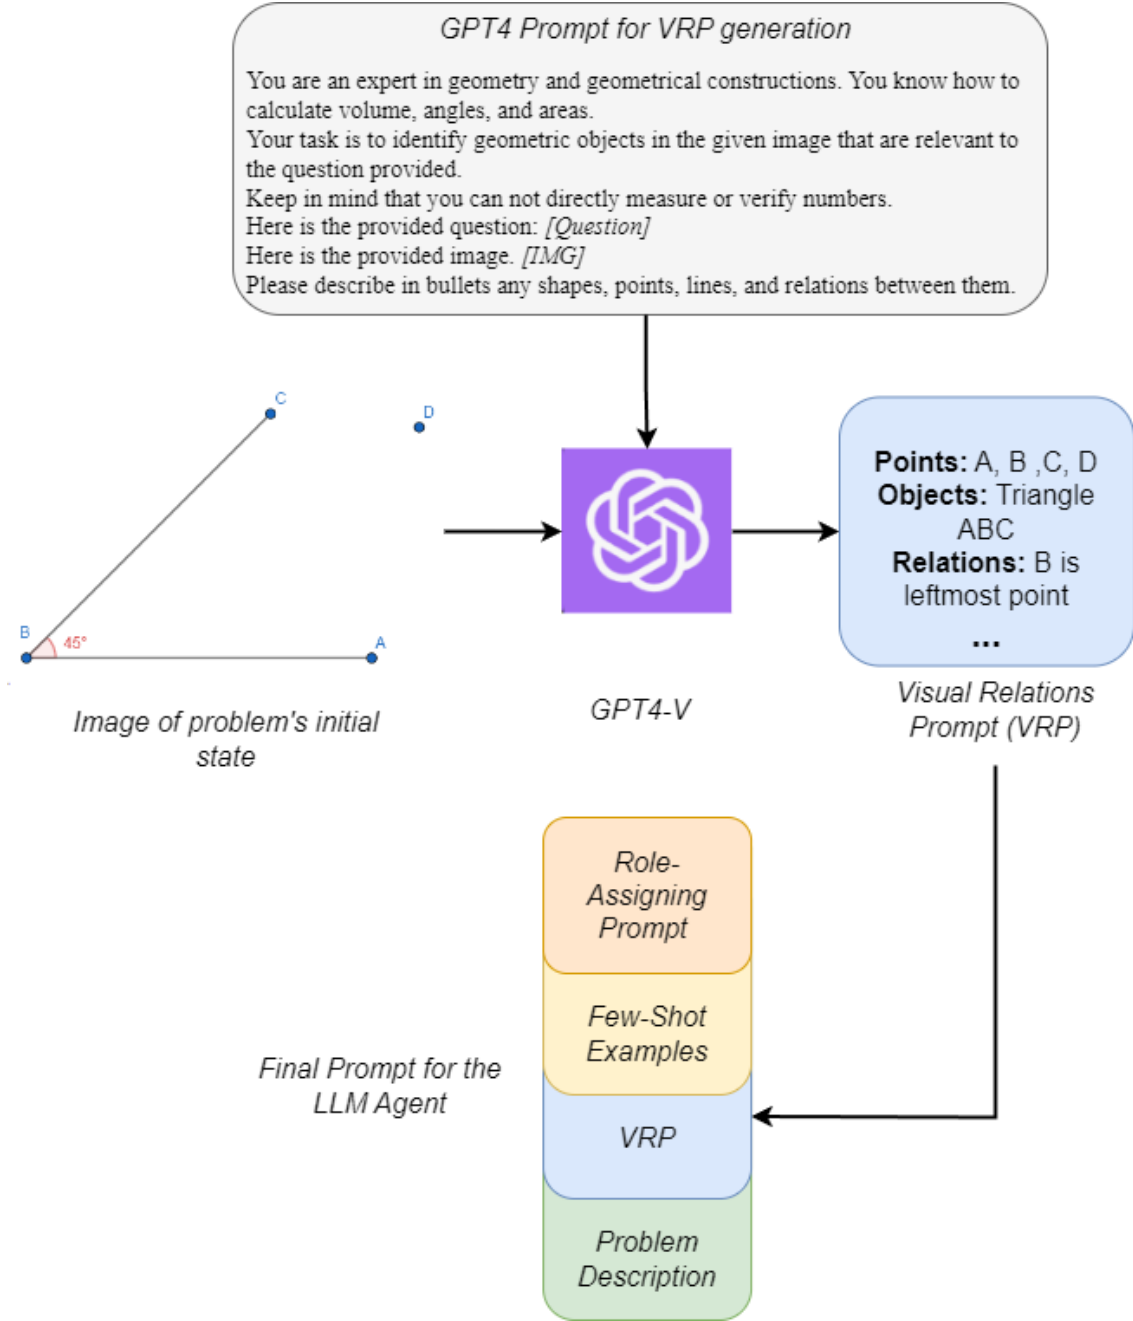 GPT4 Prompt for VRP generation
You are an expert in geometry and geometrical constructions. You know how to
calculate volume, angles, and areas.
Your task is to identify geometric objects in the given image that are relevant to
the question provided.
Keep in mind that you can not directly measure or verify numbers.
Here is the provided question: [Question]
Here is the provided image. [IMG]
Please describe in bullets any shapes, points, lines, and relations between them.
C
D
B
45°
A
Image of problem's initial
state
GPT4-V
Points: A, B ,C, D
Objects: Triangle
ABC
Relations: B is
leftmost point
...
Visual Relations
Prompt (VRP)
Role-
Assigning
Prompt
Few-Shot
Examples
Final Prompt for the
LLM Agent
VRP
Problem
Description